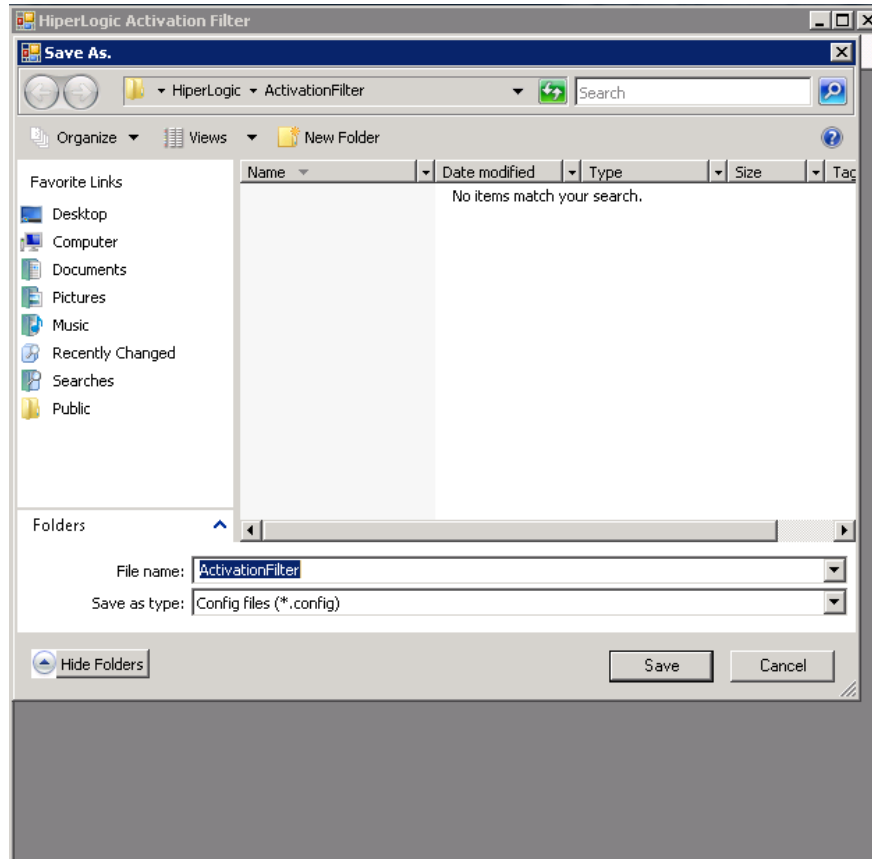 HiperLogic Activation Filter
Save As.
HiperLogic ActivationFilter Search
Organize Views New Folder
Favorite Links
Desktop
Computer
Documents
Pictures
Music
Recently Changed
Searches
Public
Folders
Name Date modified Type Size Tag
No items match your search.
File name: ActivationFilter
Save as type: Config files (*.config)
Hide Folders Save Cancel